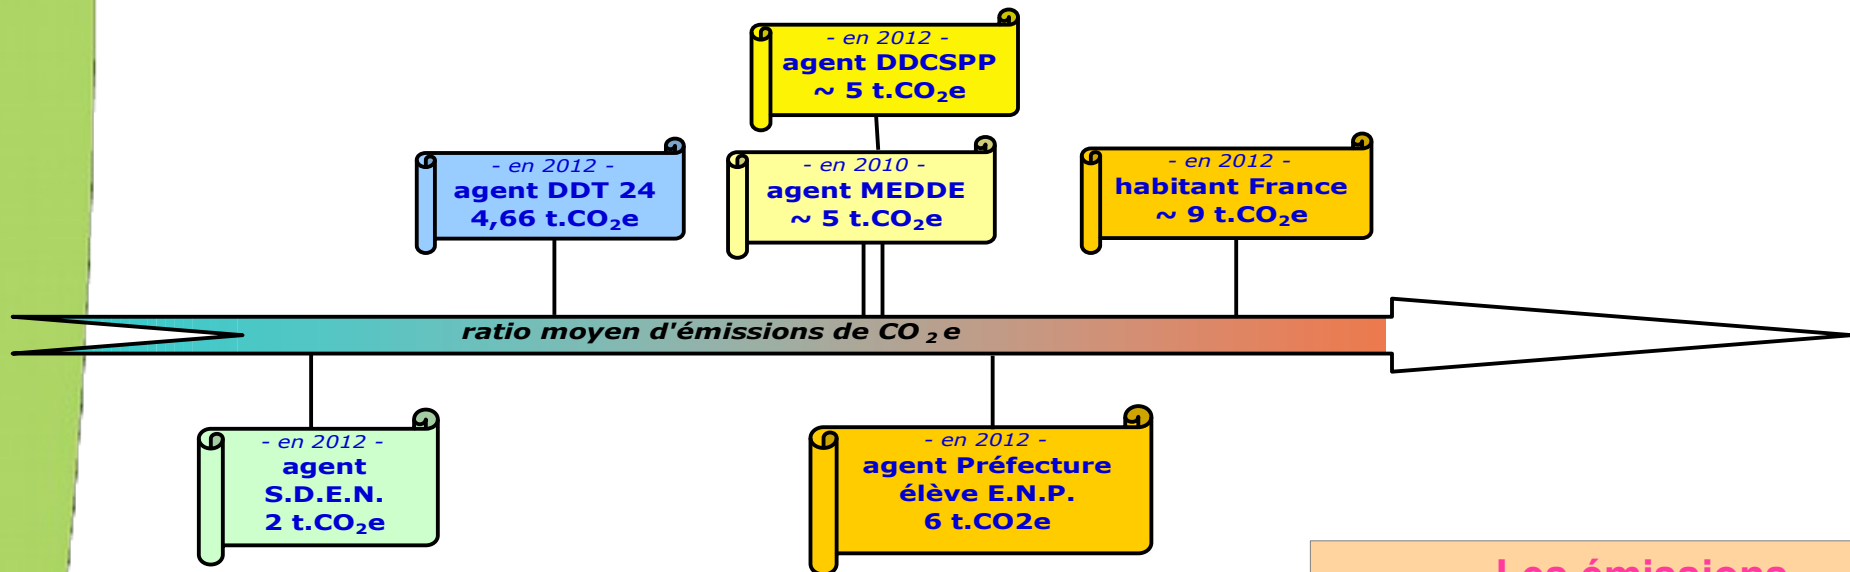 - en 2012 -
agent DDCSPP
~ 5 t.CO₂e
- en 2012 -
agent DDT 24
4,66 t.CO₂e
- en 2010 -
agent MEDDE
~ 5 t.CO₂e
- en 2012 -
habitant France
~ 9 t.CO₂e
ratio moyen d'émissions de CO ₂ e
- en 2012 -
agent
S.D.E.N.
2 t.CO₂e
- en 2012 -
agent Préfecture
élève E.N.P.
6 t.CO2e
Les émissions